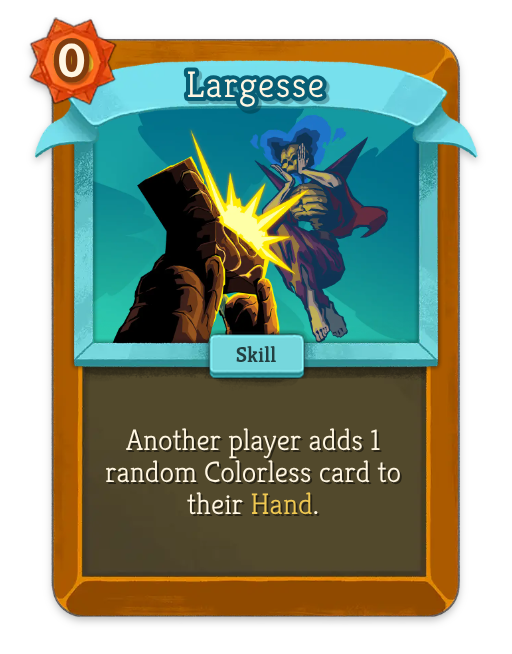 0
Largesse
Skill
Another player adds 1
random Colorless card to
their Hand.